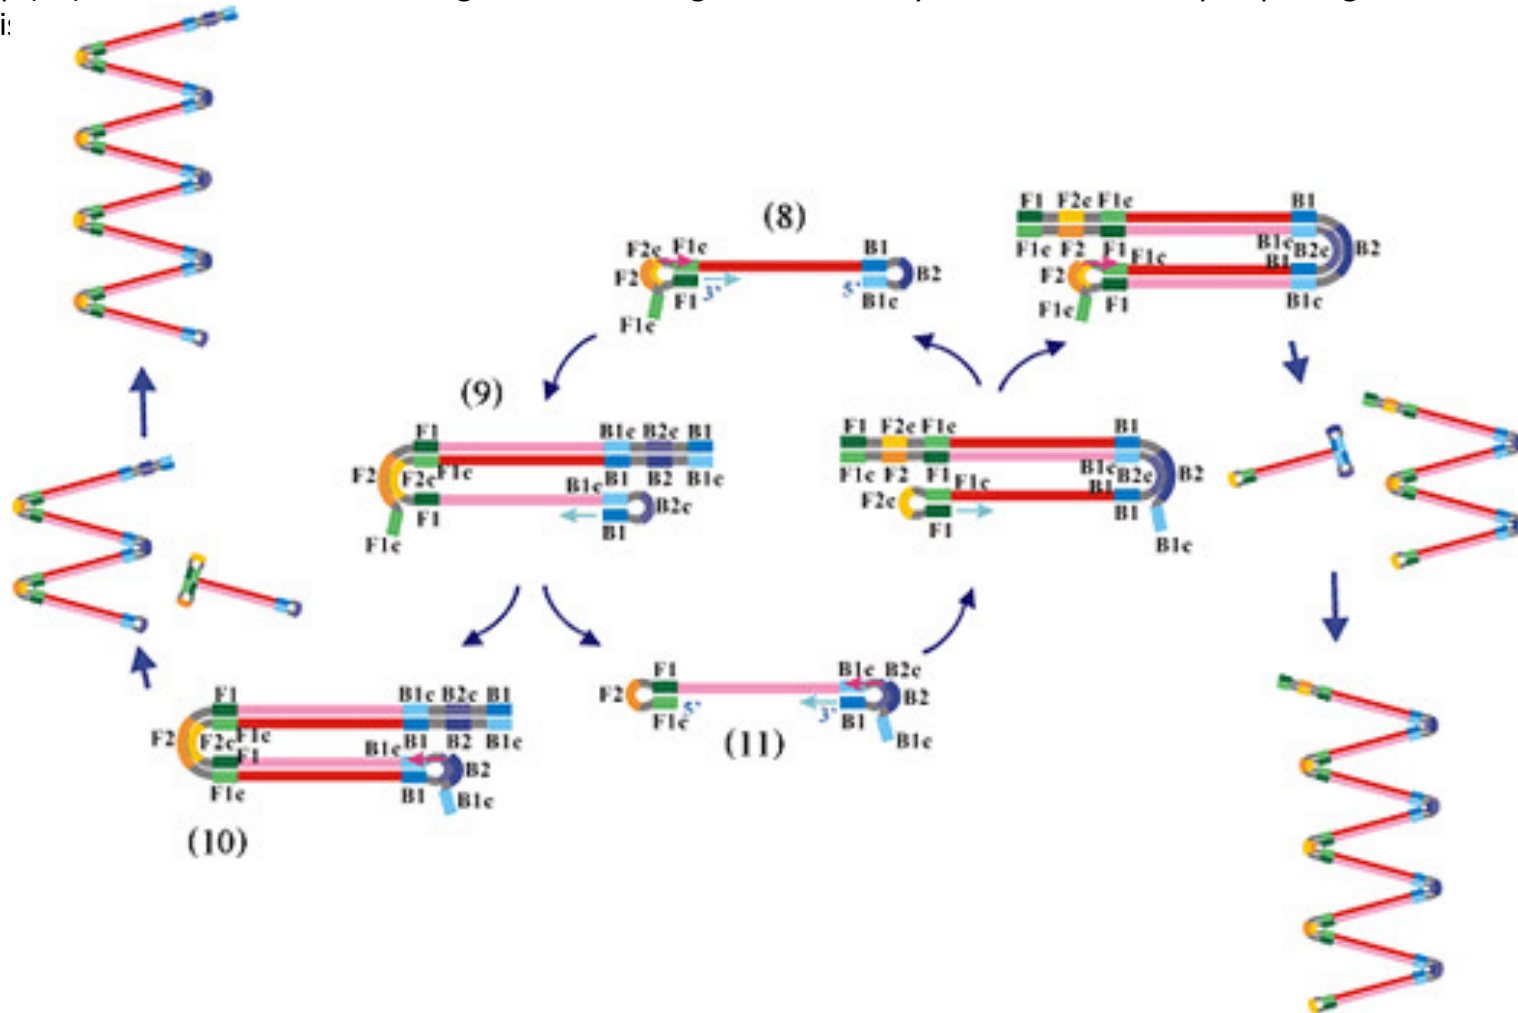 (8)
F2c F1c B1
F2 B2
F1 3' 5' B1c
F1c
F1 F2c F1c B1
F1c F2 F1 B1c B2c B2
F2 F1c B1
F1c F1 B1c
(9)
F1 B1c B2c B1
F2 F2c F1c B1 B2 B1c
B1c B2c
F1 B1
F1c
F1 F2c F1c B1
F1c F2 F1 B1c B2c B2
F2c F1c B1
F1 B1
B1c
F1 B1c B2c B1
F2 F2c F1c B1 B2 B1c
F1 B1c B2
F1c B1 B1c
(10)
F1 B1c B2c
F2 B2
F1c 5' 3' B1
B1c
(11)